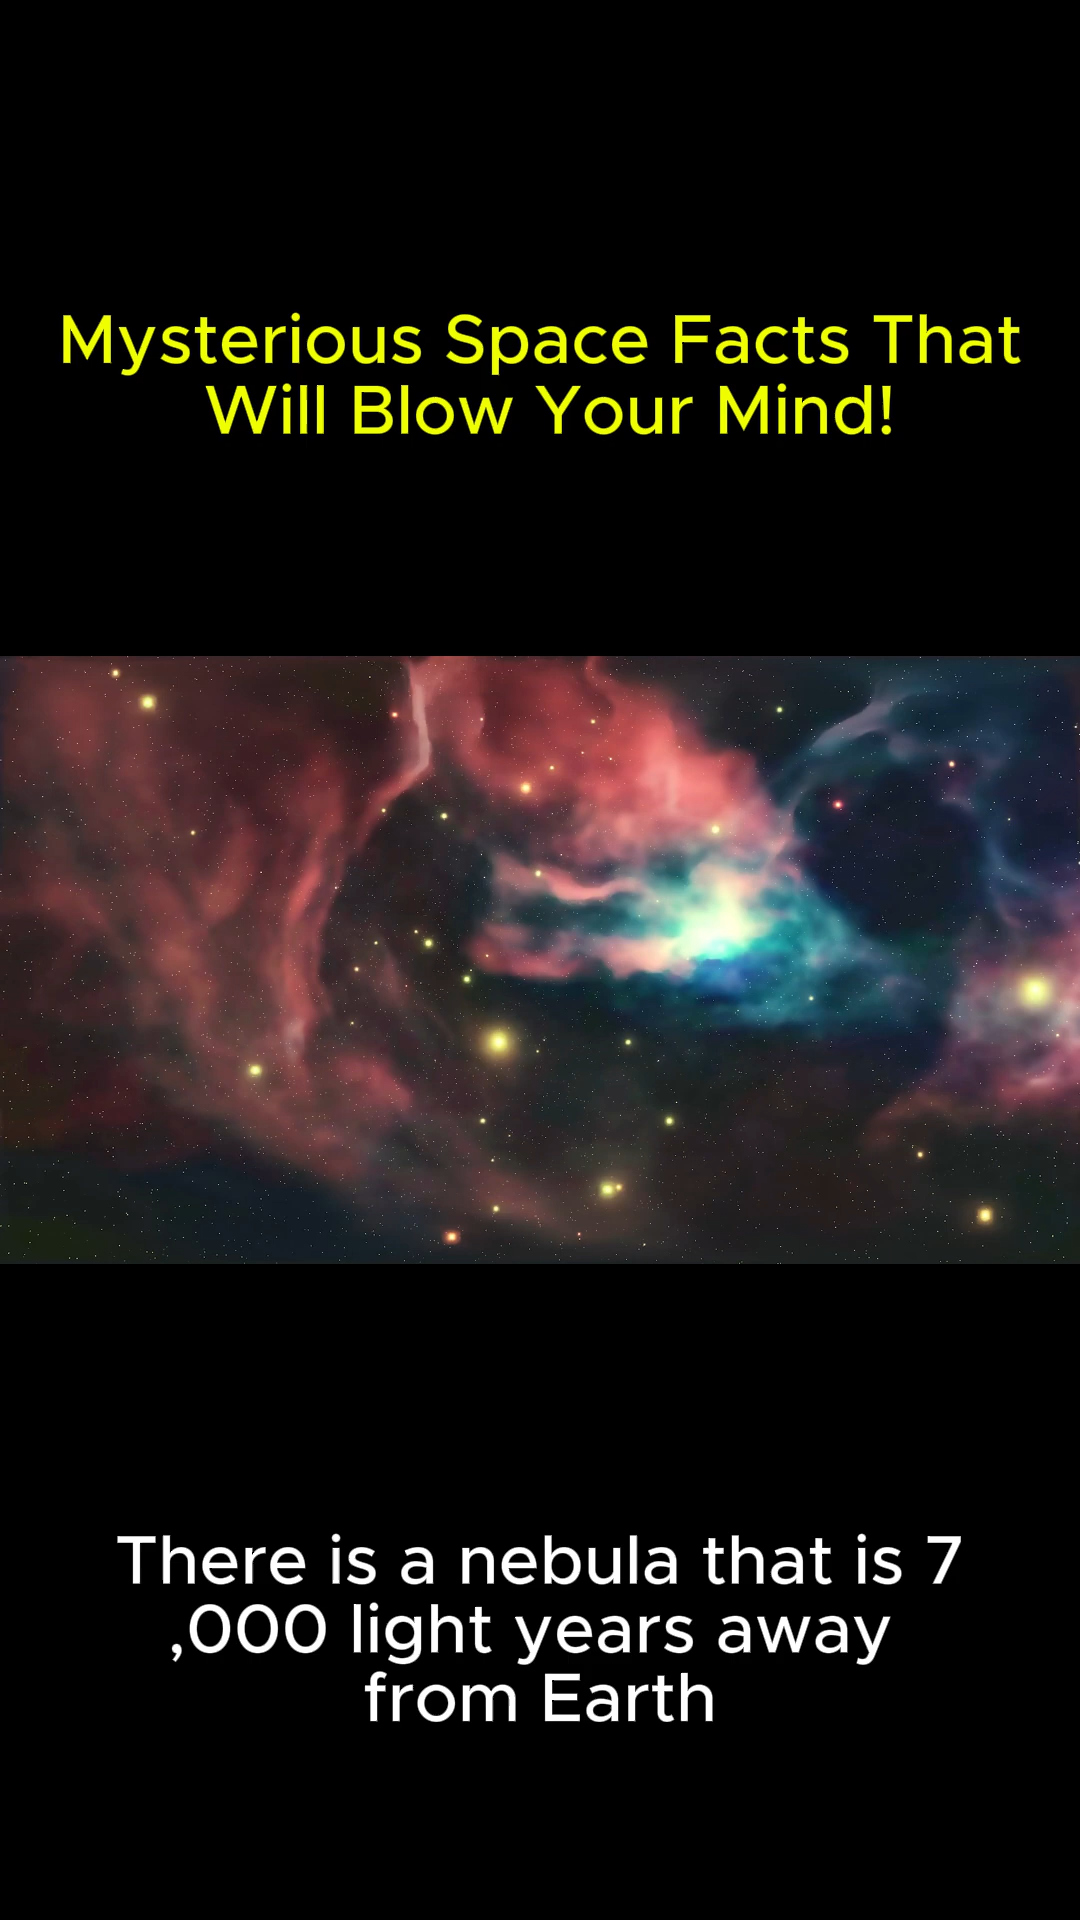 Mysterious Space Facts That
Will Blow Your Mind!
There is a nebula that is 7
,000 light years away
from Earth